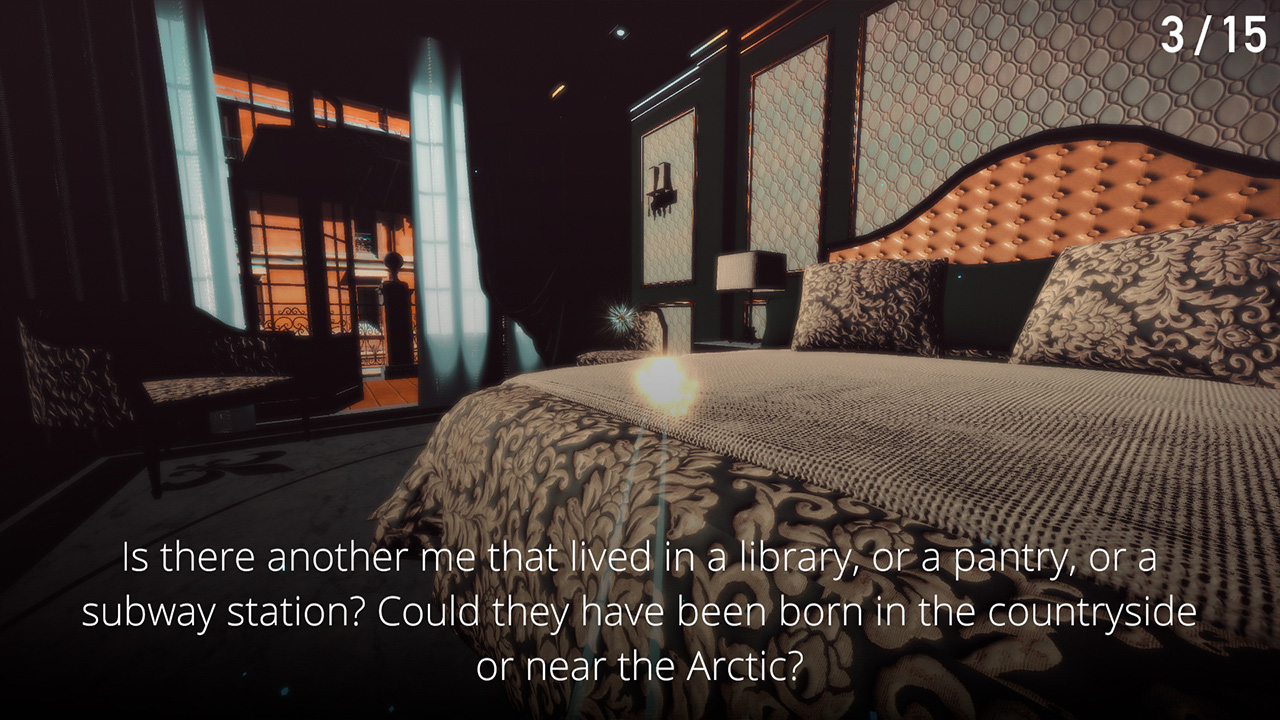 3 / 15
Is there another me that lived in a library, or a pantry, or a
subway station? Could they have been born in the countryside
or near the Arctic?